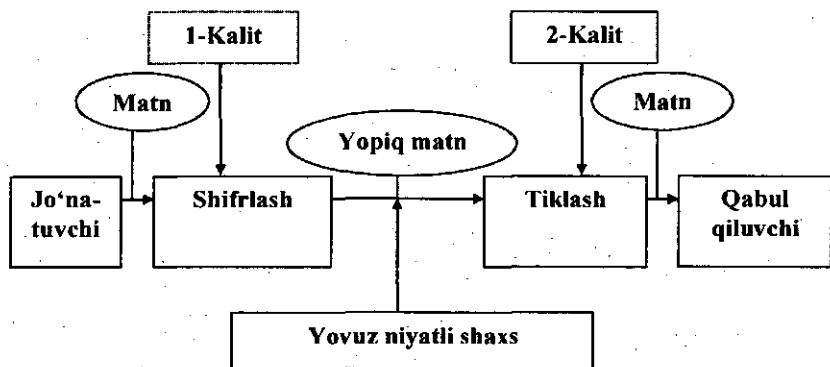 1-Kalit
2-Kalit
Matn
Matn
Yopiq matn
Jo‘na-
tuvchi
Shifrlash
Tiklash
Qabul
qiluvchi
Yovuz niyatli shaxs